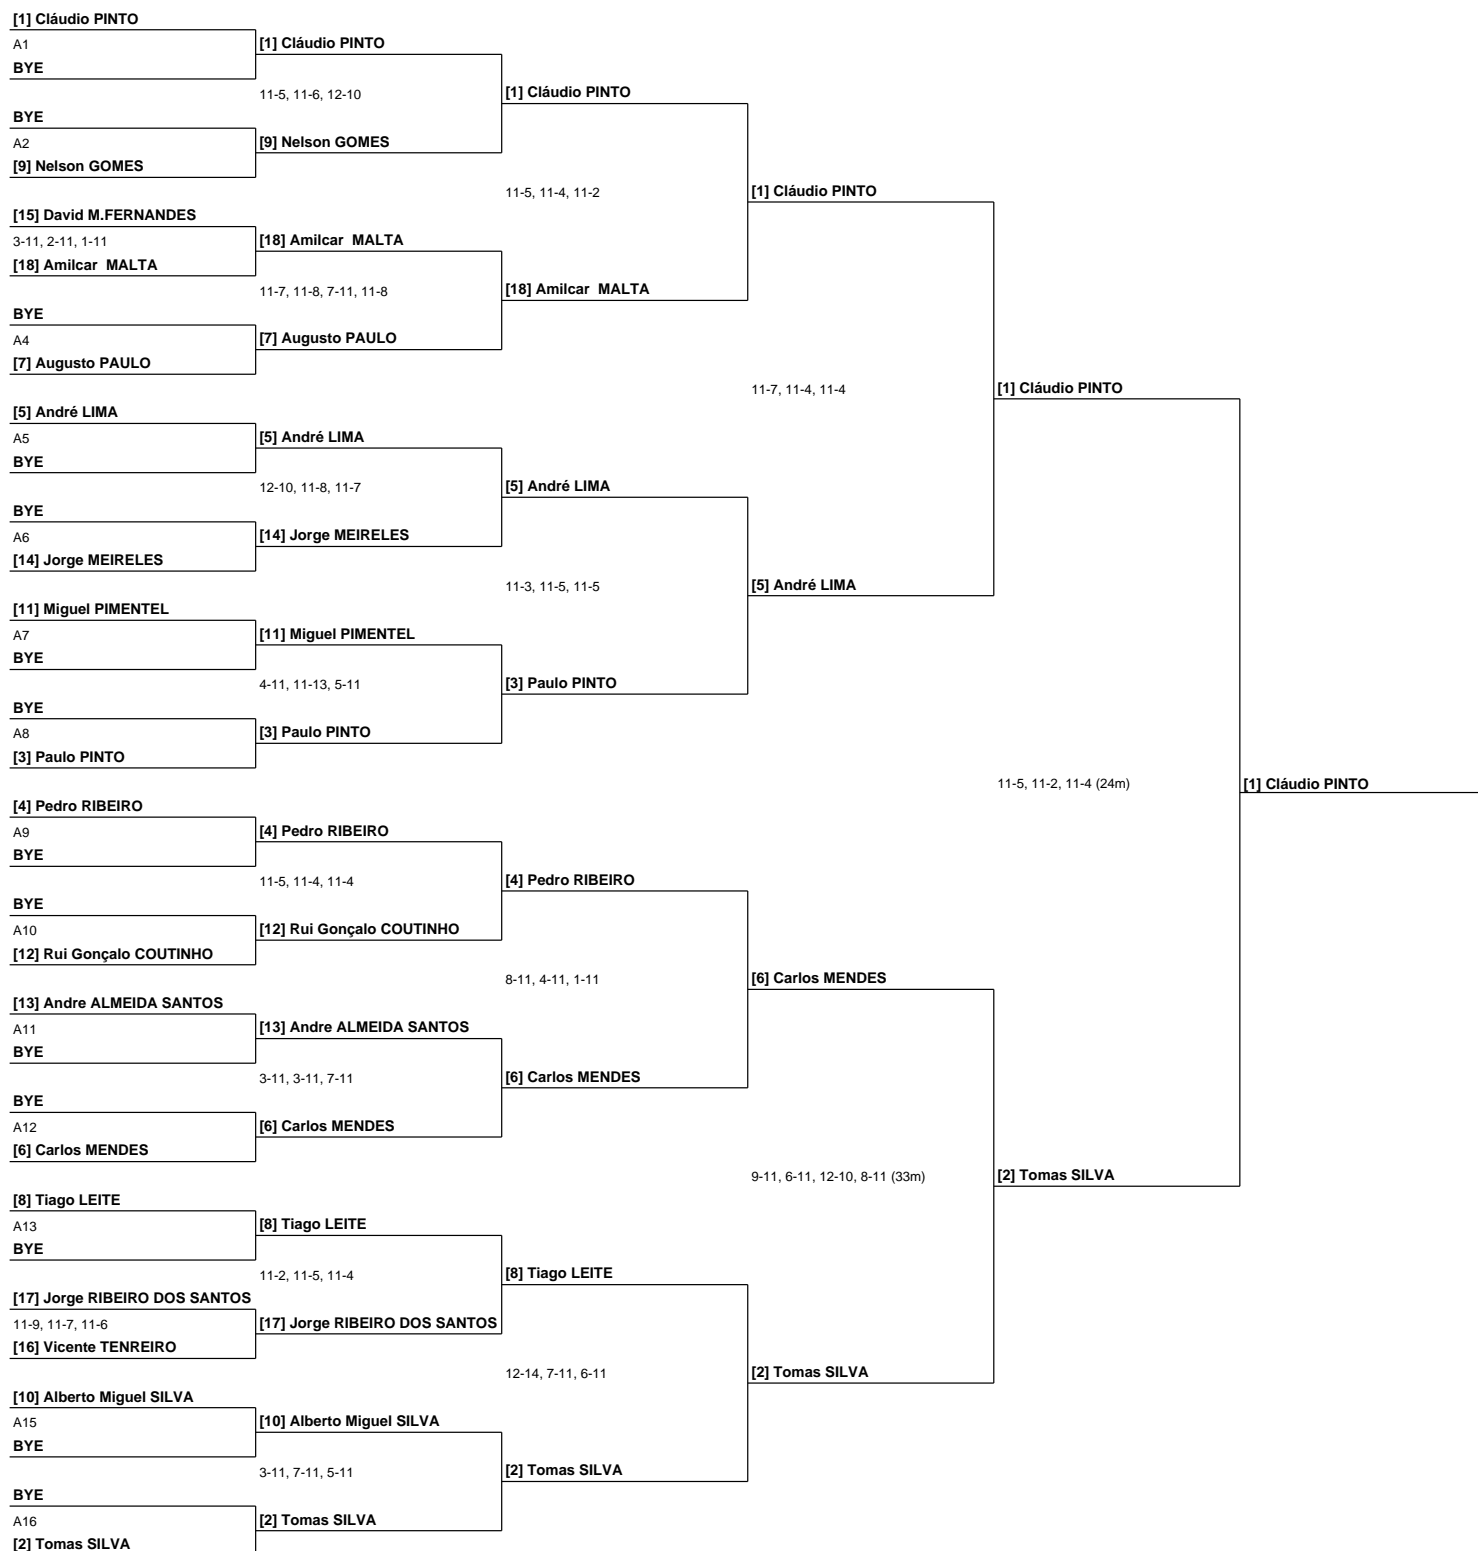 [1] Cláudio PINTO
A1
[1] Cláudio PINTO
BYE
11-5, 11-6, 12-10
[1] Cláudio PINTO
BYE
A2
[9] Nelson GOMES
[9] Nelson GOMES
11-5, 11-4, 11-2
[1] Cláudio PINTO
[15] David M.FERNANDES
3-11, 2-11, 1-11
[18] Amilcar  MALTA
[18] Amilcar  MALTA
11-7, 11-8, 7-11, 11-8
[18] Amilcar  MALTA
BYE
A4
[7] Augusto PAULO
[7] Augusto PAULO
11-7, 11-4, 11-4
[1] Cláudio PINTO
[5] André LIMA
A5
[5] André LIMA
BYE
12-10, 11-8, 11-7
[5] André LIMA
BYE
A6
[14] Jorge MEIRELES
[14] Jorge MEIRELES
11-3, 11-5, 11-5
[5] André LIMA
[11] Miguel PIMENTEL
A7
[11] Miguel PIMENTEL
BYE
4-11, 11-13, 5-11
[3] Paulo PINTO
BYE
A8
[3] Paulo PINTO
[3] Paulo PINTO
11-5, 11-2, 11-4 (24m)
[1] Cláudio PINTO
[4] Pedro RIBEIRO
A9
[4] Pedro RIBEIRO
BYE
11-5, 11-4, 11-4
[4] Pedro RIBEIRO
BYE
A10
[12] Rui Gonçalo COUTINHO
[12] Rui Gonçalo COUTINHO
8-11, 4-11, 1-11
[6] Carlos MENDES
[13] Andre ALMEIDA SANTOS
A11
[13] Andre ALMEIDA SANTOS
BYE
3-11, 3-11, 7-11
[6] Carlos MENDES
BYE
A12
[6] Carlos MENDES
[6] Carlos MENDES
9-11, 6-11, 12-10, 8-11 (33m)
[2] Tomas SILVA
[8] Tiago LEITE
A13
[8] Tiago LEITE
BYE
11-2, 11-5, 11-4
[8] Tiago LEITE
[17] Jorge RIBEIRO DOS SANTOS
11-9, 11-7, 11-6
[17] Jorge RIBEIRO DOS SANTOS
[16] Vicente TENREIRO
12-14, 7-11, 6-11
[2] Tomas SILVA
[10] Alberto Miguel SILVA
A15
[10] Alberto Miguel SILVA
BYE
3-11, 7-11, 5-11
[2] Tomas SILVA
BYE
A16
[2] Tomas SILVA
[2] Tomas SILVA